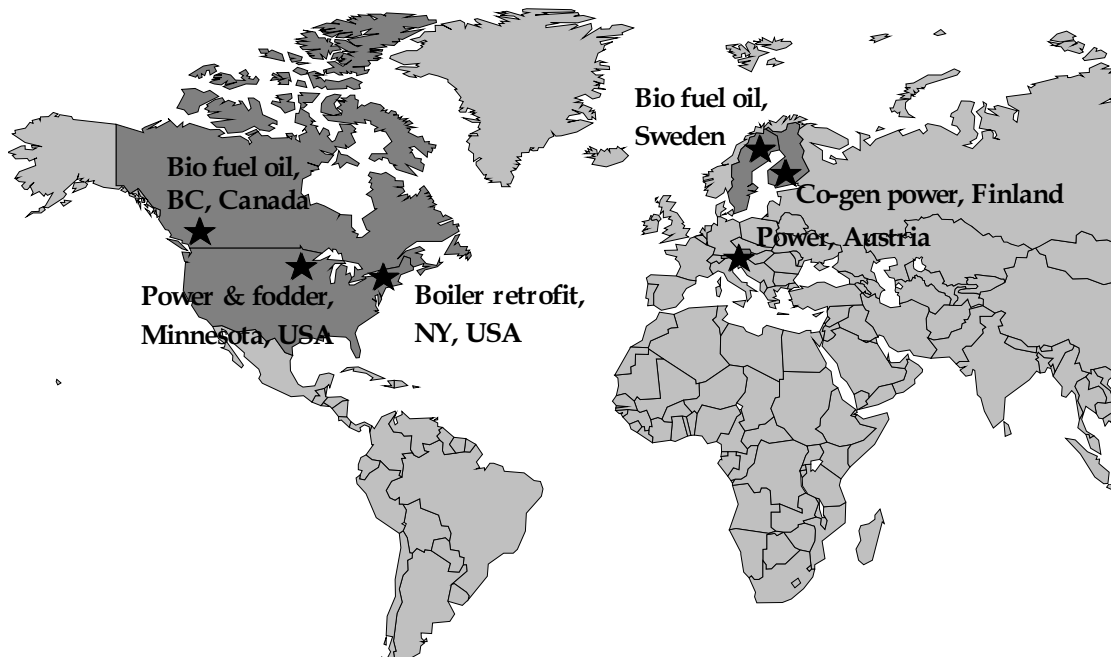 Bio fuel oil,
Sweden
Bio fuel oil,
BC, Canada
Co-gen power, Finland
Power, Austria
Power & fodder,
Minnesota, USA
Boiler retrofit,
NY, USA